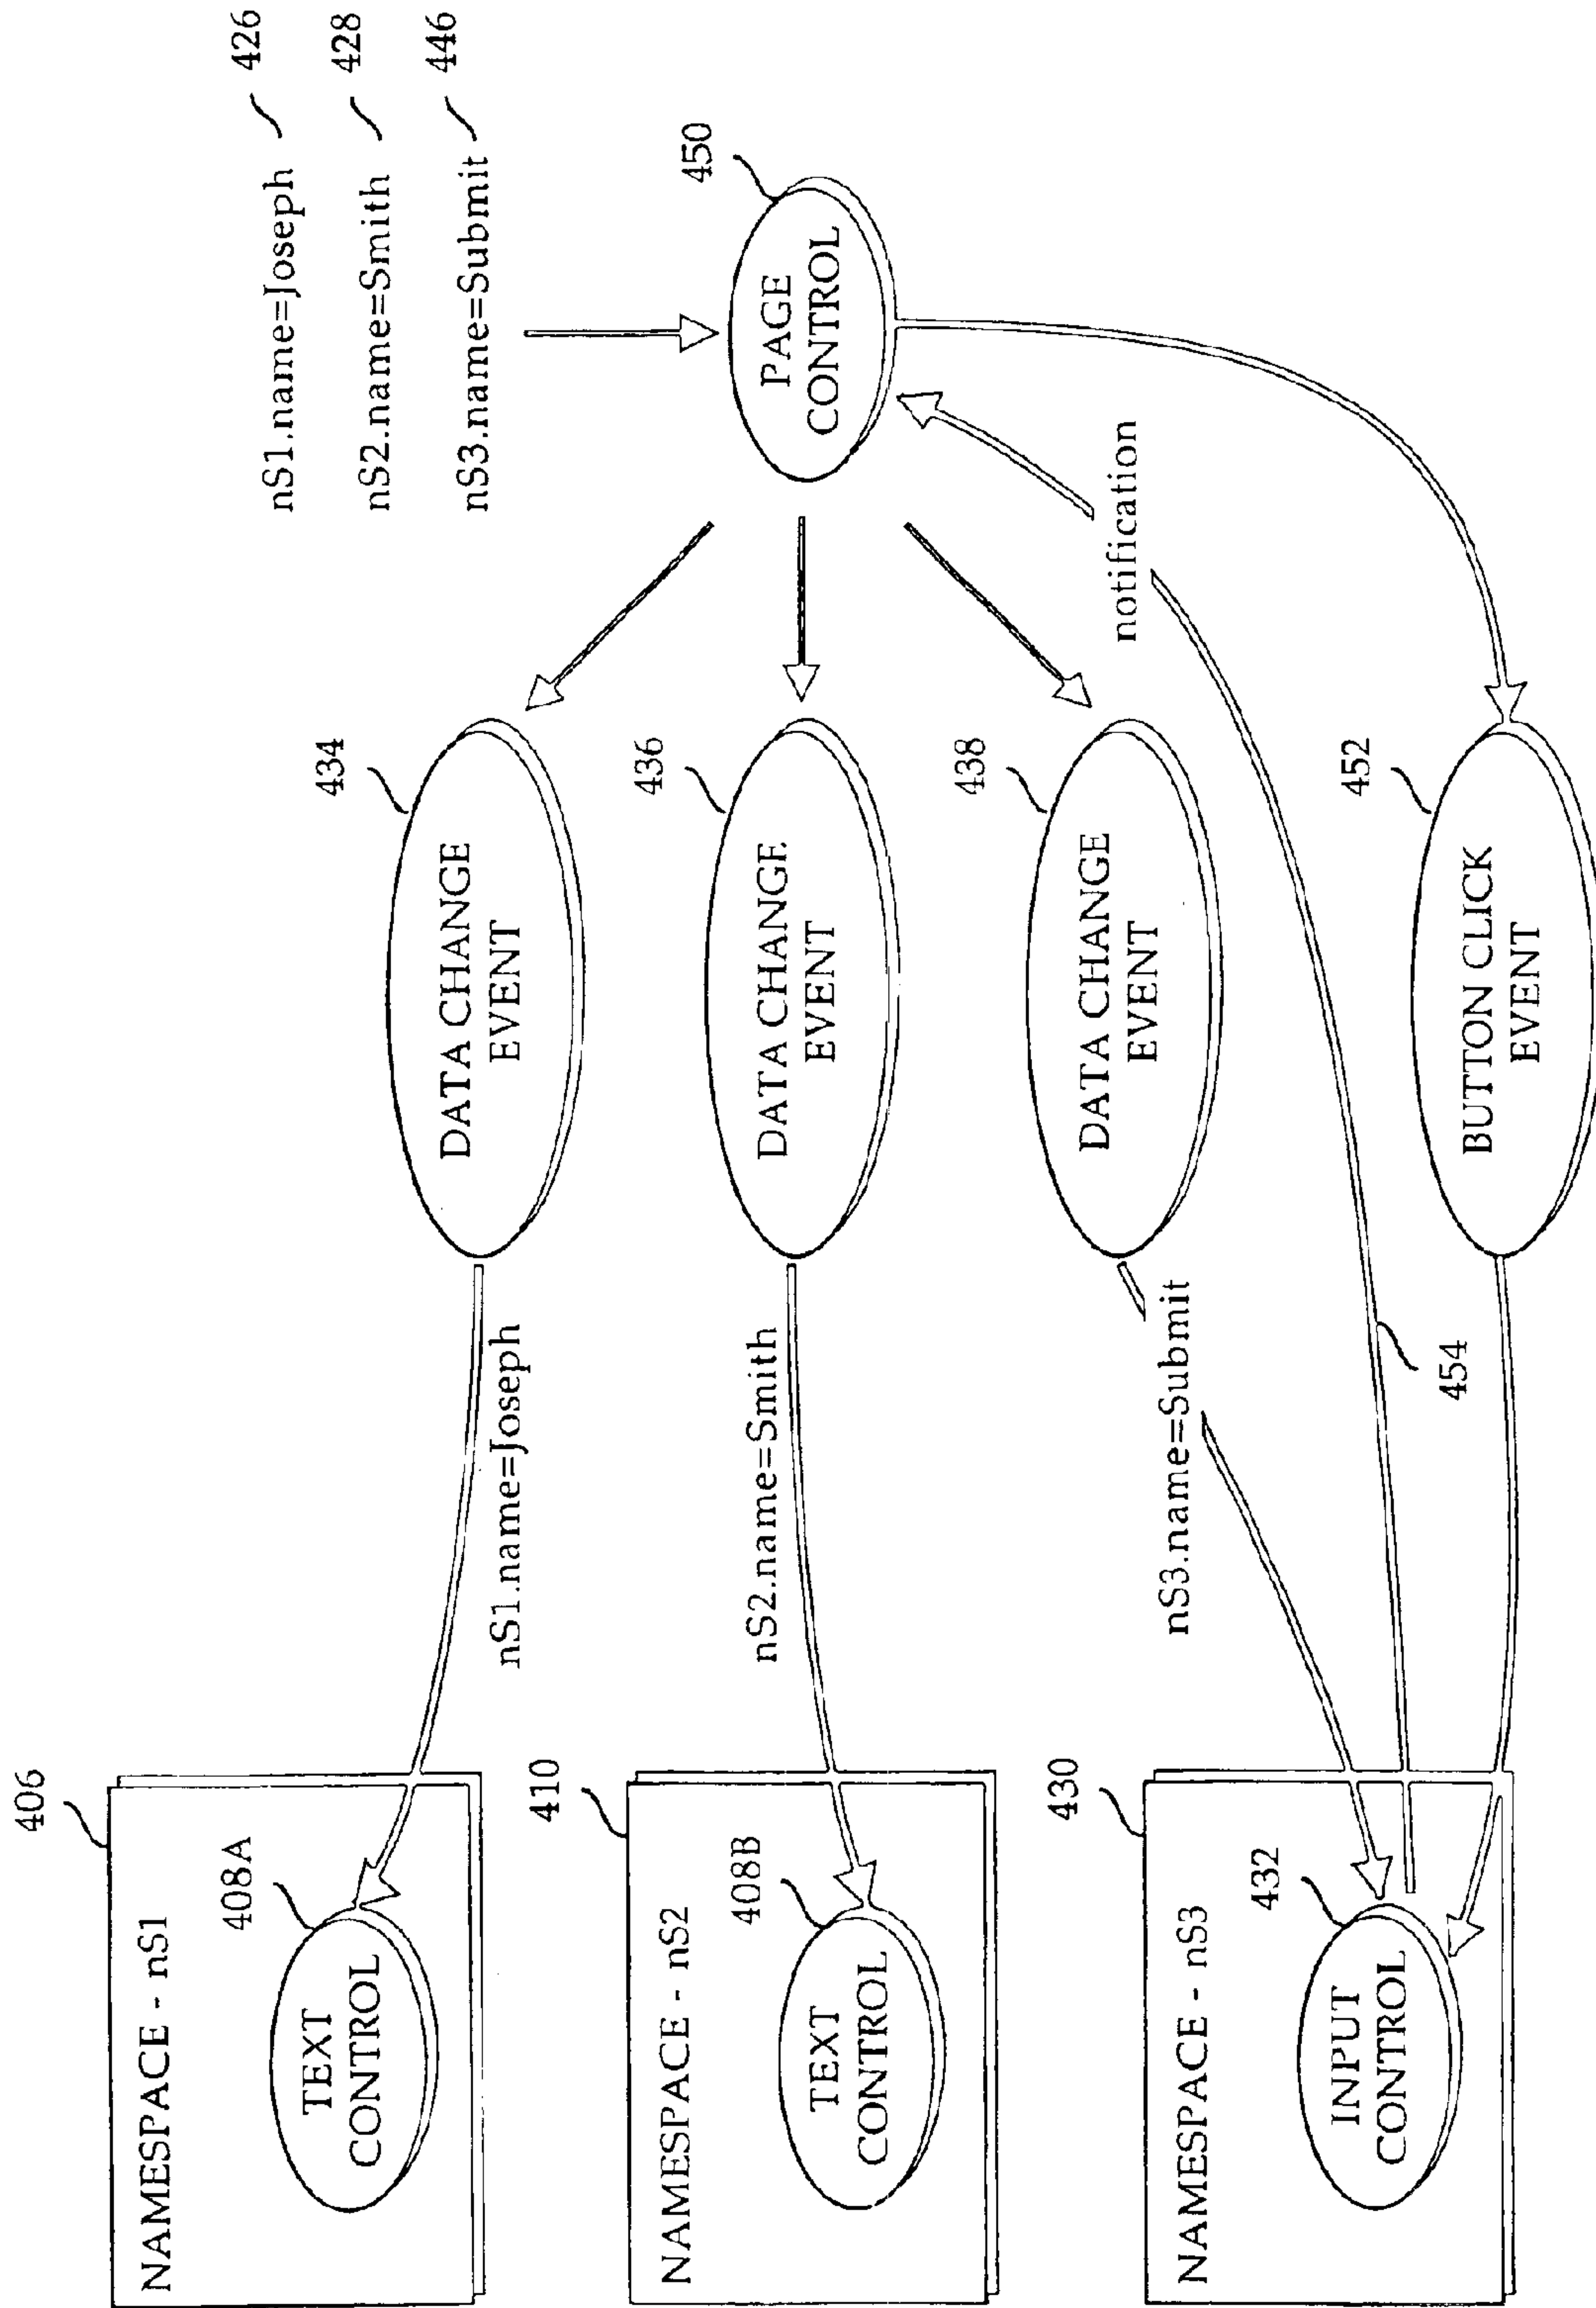 nS1.name=Joseph ~ 426
nS2.name=Smith ~ 428
nS3.name=Submit ~ 446
450
PAGE
CONTROL
notification
434
DATA CHANGE
EVENT
436
DATA CHANGE
EVENT
438
DATA CHANGE
EVENT
452
BUTTON CLICK
EVENT
nS1.name=Joseph
nS2.name=Smith
nS3.name=Submit
454
406
NAMESPACE - nS1
408A
TEXT
CONTROL
410
NAMESPACE - nS2
408B
TEXT
CONTROL
430
NAMESPACE - nS3
432
INPUT
CONTROL